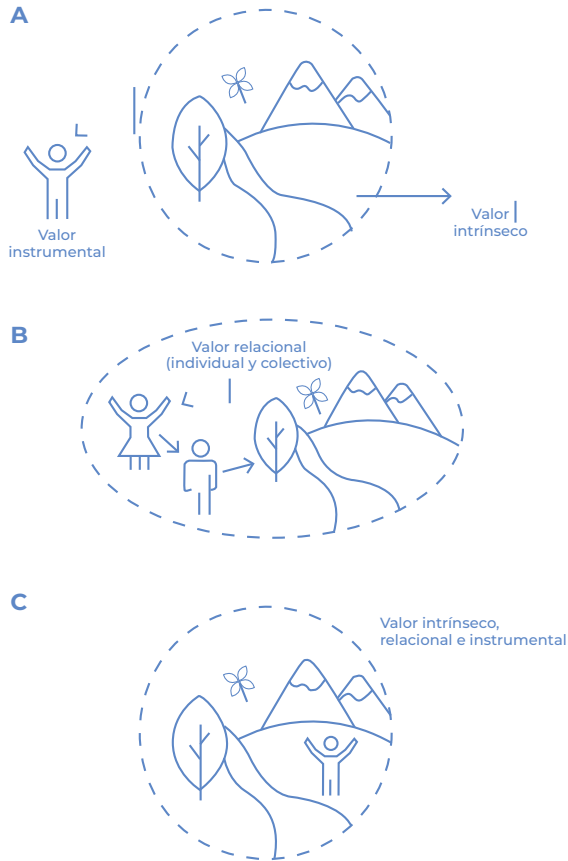 A
Valor
instrumental
Valor
intrínseco
B
Valor relacional
(individual y colectivo)
C
Valor intrínseco,
relacional e instrumental